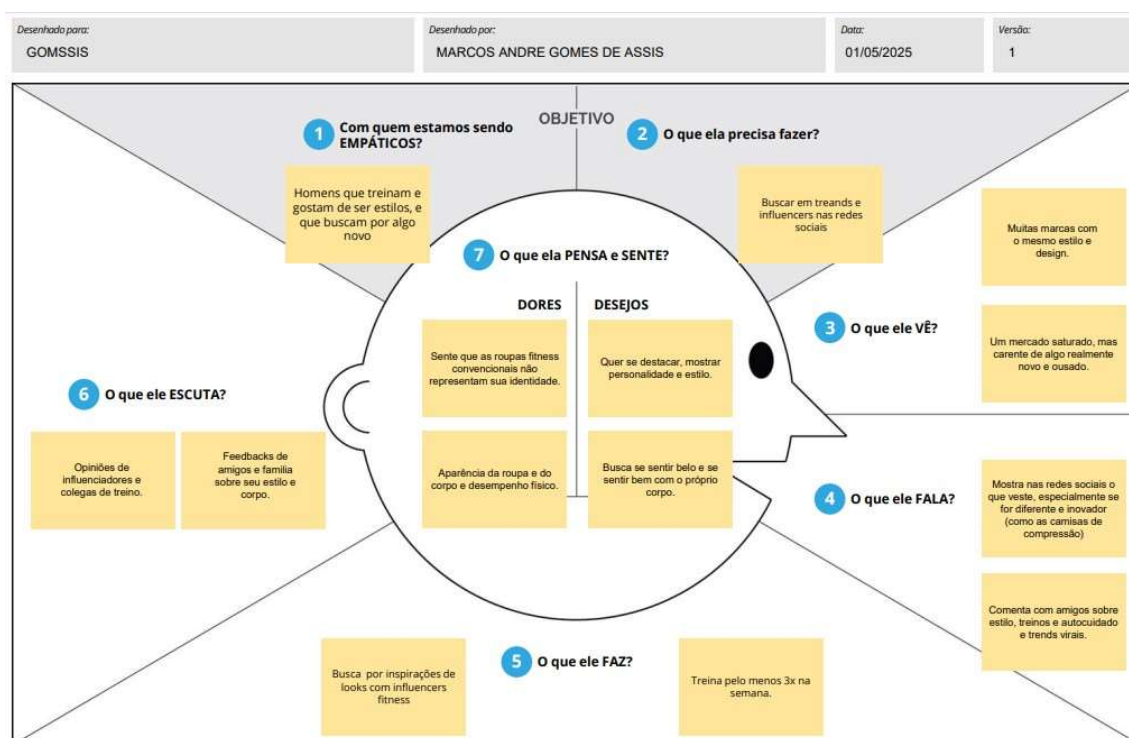 Desenhado para:
GOMSSIS
Desenhado por:
MARCOS ANDRE GOMES DE ASSIS
Data:
01/05/2025
Versão:
1
OBJETIVO
1
Com quem estamos sendo
EMPÁTICOS?
Homens que treinam e
gostam de ser estilos, e
que buscam por algo
novo
2
O que ela precisa fazer?
Buscar em treands e
influencers nas redes
sociais
3
O que ele VÊ?
Muitas marcas com
o mesmo estilo e
design.
Um mercado saturado, mas
carente de algo realmente
novo e ousado.
4
O que ele FALA?
Mostra nas redes sociais o
que veste, especialmente se
for diferente e inovador
(como as camisas de
compressão)
Comenta com amigos sobre
estilo, treinos e autocuidado
e trends virais.
5
O que ele FAZ?
Busca por inspirações de
looks com influencers
fitness
Treina pelo menos 3x na
semana.
6
O que ele ESCUTA?
Opiniões de
influenciadores e
colegas de treino.
Feedbacks de
amigos e familia
sobre seu estilo e
corpo.
7
O que ela PENSA e SENTE?
DORES
Sente que as roupas fitness
convencionais não
representam sua identidade.
Aparência da roupa e do
corpo e desempenho físico.
DESEJOS
Quer se destacar, mostrar
personalidade e estilo.
Busca se sentir belo e se
sentir bem com o próprio
corpo.